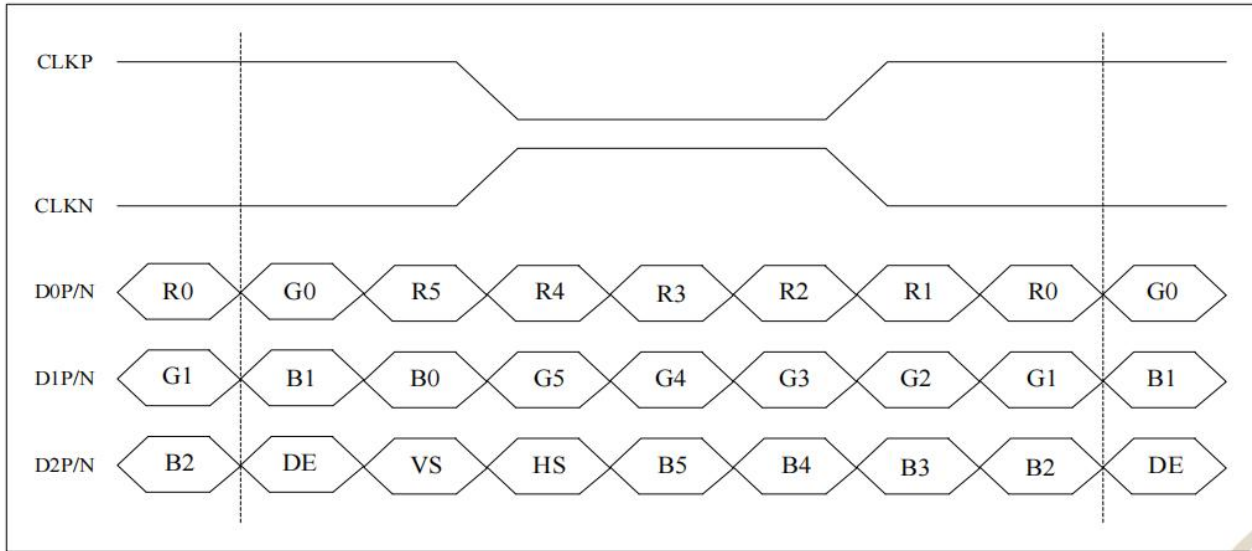 CLKP
CLKN
D0P/N R0 G0 R5 R4 R3 R2 R1 R0 G0
D1P/N G1 B1 B0 G5 G4 G3 G2 G1 B1
D2P/N B2 DE VS HS B5 B4 B3 B2 DE